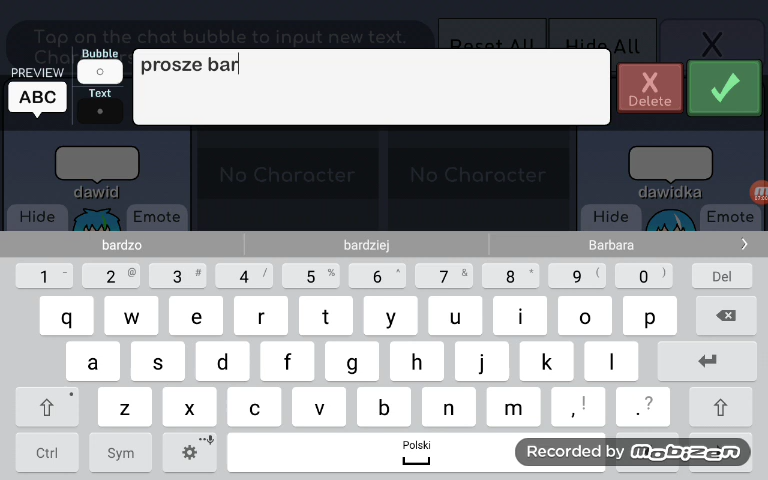 Tap on the chat bubble to input new text.
Reset All
Hide All
X
PREVIEW
ABC
Bubble
Text
prosze bar
X
Delete
dawid
No Character
No Character
dawidka
Hide
Emote
Hide
Emote
bardzo
bardziej
Barbara
1 - 2 @ 3 # 4 / 5 % 6 ^ 7 & 8 * 9 ( 0 ) Del
q w e r t y u i o p
a s d f g h j k l
z x c v b n m , ! . ?
Ctrl
Sym
Polski
Recorded by
mobizen